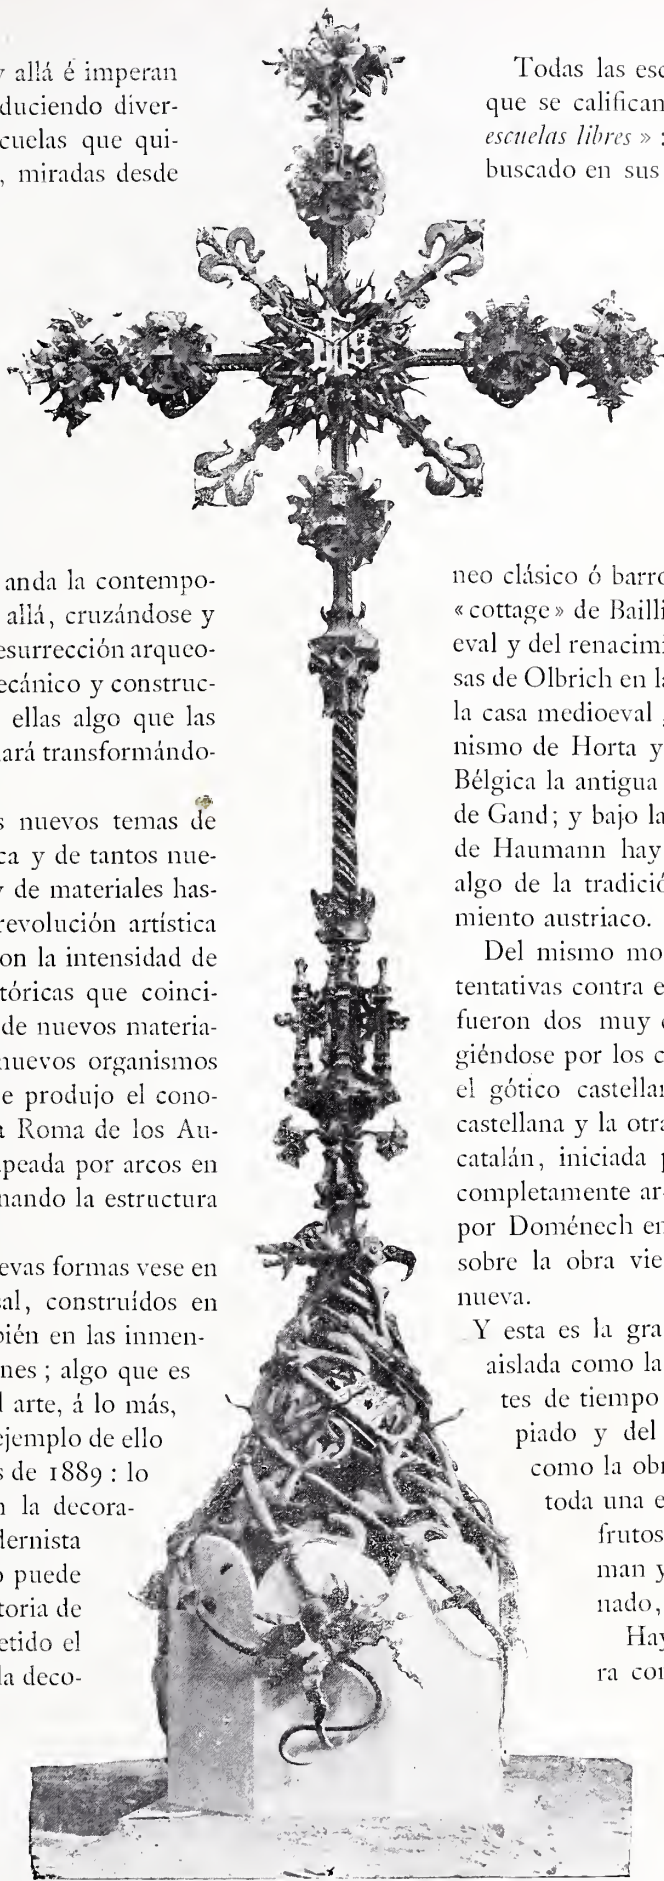 y allá é imperan
duciendo diver-
cuelas que qui-
, miradas desde
anda la contempo-
allá, cruzándose y
esurrección arqueo-
ecánico y construc-
ellas algo que las
ará transformándo-
s nuevos temas de
ca y de tantos nue-
y de materiales has-
revolución artística
on la intensidad de
tóricas que coinci-
de nuevos materia-
nuevos organismos
e produjo el cono-
a Roma de los Au-
apeada por arcos en
nando la estructura
evas formas vese en
sal, construídos en
bién en las inmen-
nes ; algo que es
l arte, á lo más,
ejemplo de ello
s de 1889 : lo
n la decora-
dernista
o puede
toria de
etido el
la deco-
Todas las esc
que se califican
escuelas libres » :
buscado en sus
neo clásico ó barro
« cottage » de Bailli
eval y del renacimi
sas de Olbrich en la
la casa medioeval
nismo de Horta y
Bélgica la antigua
de Gand; y bajo la
de Haumann hay
algo de la tradició
miento austriaco.
Del mismo mo
tentativas contra e
fueron dos muy
giéndose por los c
el gótico castellan
castellana y la otra
catalán, iniciada p
completamente ar-
por Doménech en
sobre la obra vie
nueva.
Y esta es la gra
aislada como la
tes de tiempo
piado y del
como la obr
toda una e
frutos
man y
nado,
Hay
ra con
ihs